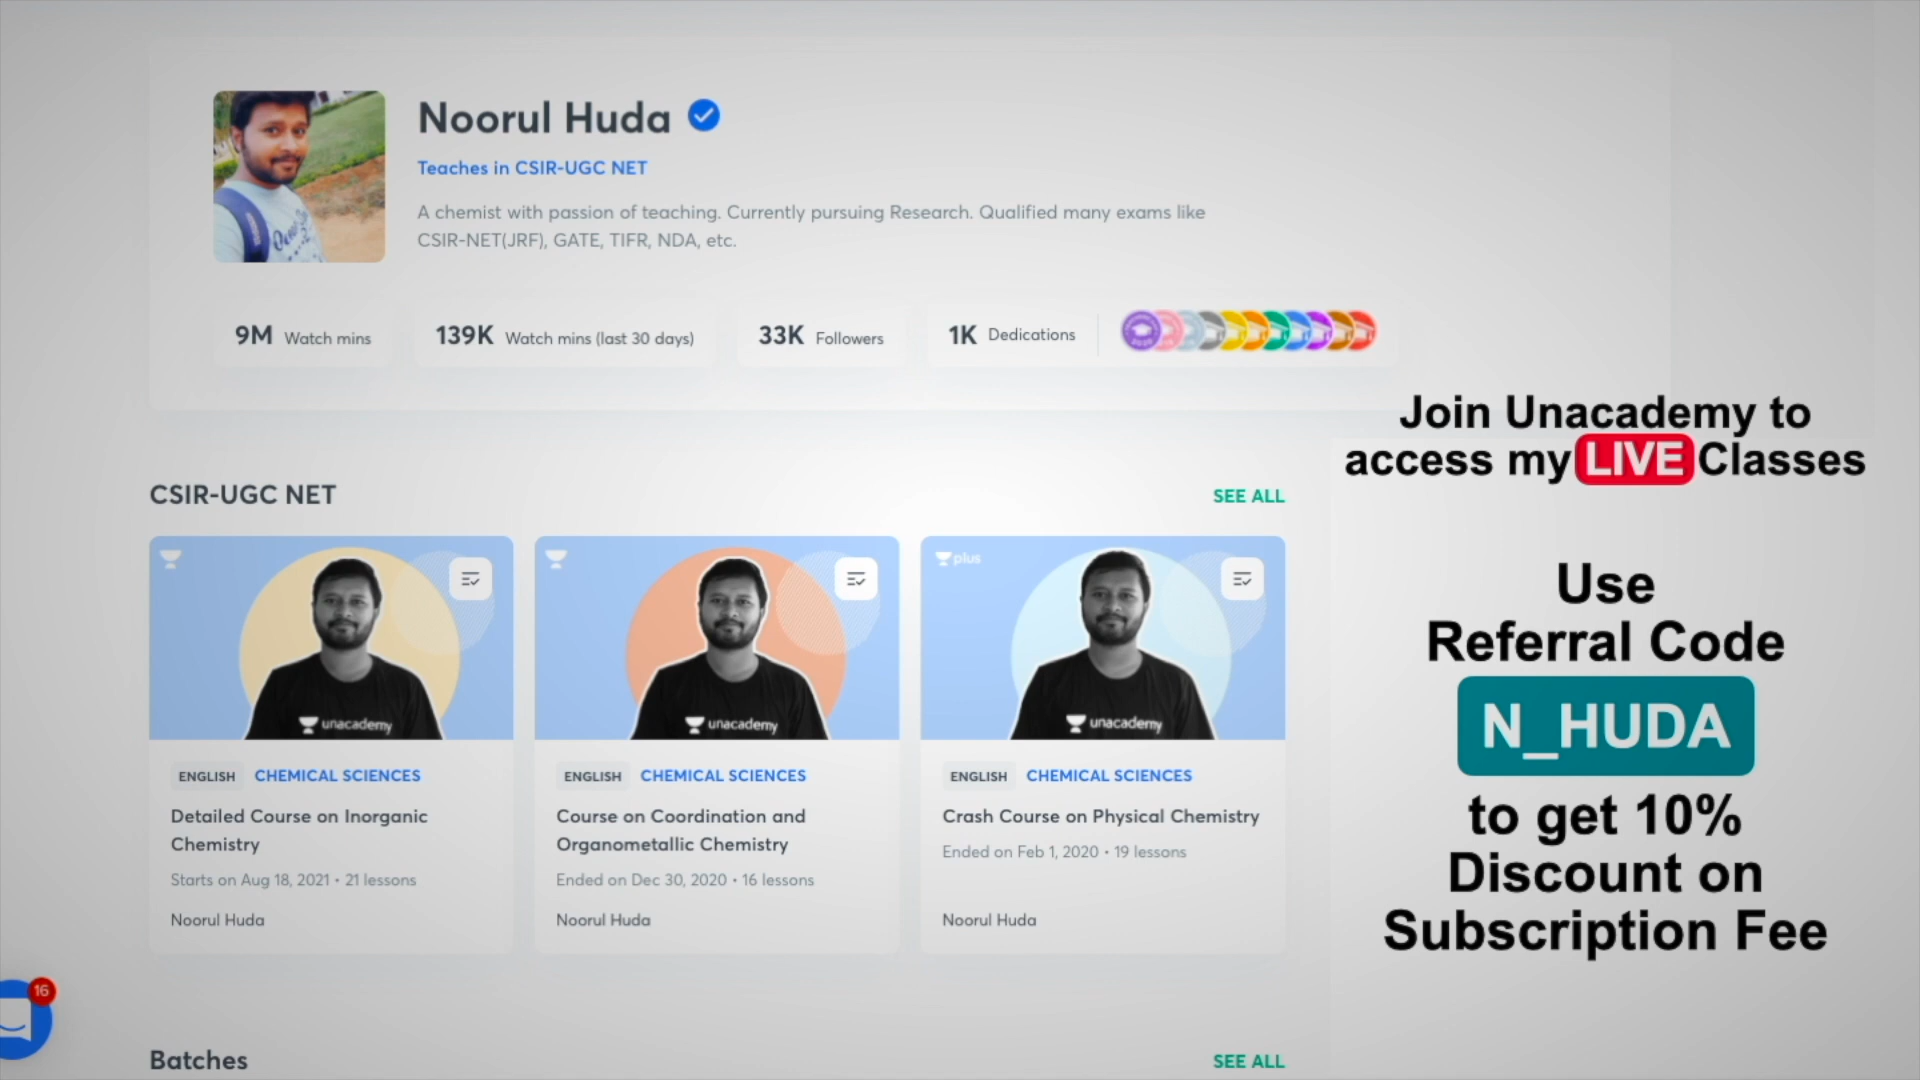 Noorul Huda
Teaches in CSIR-UGC NET
A chemist with passion of teaching. Currently pursuing Research. Qualified many exams like
CSIR-NET(JRF), GATE, TIFR, NDA, etc.
9M Watch mins
139K Watch mins (last 30 days)
33K Followers
1K Dedications
Join Unacademy to
access my LIVE Classes
CSIR-UGC NET
SEE ALL
plus
unacademy
unacademy
unacademy
ENGLISH CHEMICAL SCIENCES
Detailed Course on Inorganic
Chemistry
Starts on Aug 18, 2021 • 21 lessons
Noorul Huda
ENGLISH CHEMICAL SCIENCES
Course on Coordination and
Organometallic Chemistry
Ended on Dec 30, 2020 • 16 lessons
Noorul Huda
ENGLISH CHEMICAL SCIENCES
Crash Course on Physical Chemistry
Ended on Feb 1, 2020 • 19 lessons
Noorul Huda
Use
Referral Code
N_HUDA
to get 10%
Discount on
Subscription Fee
16
Batches
SEE ALL